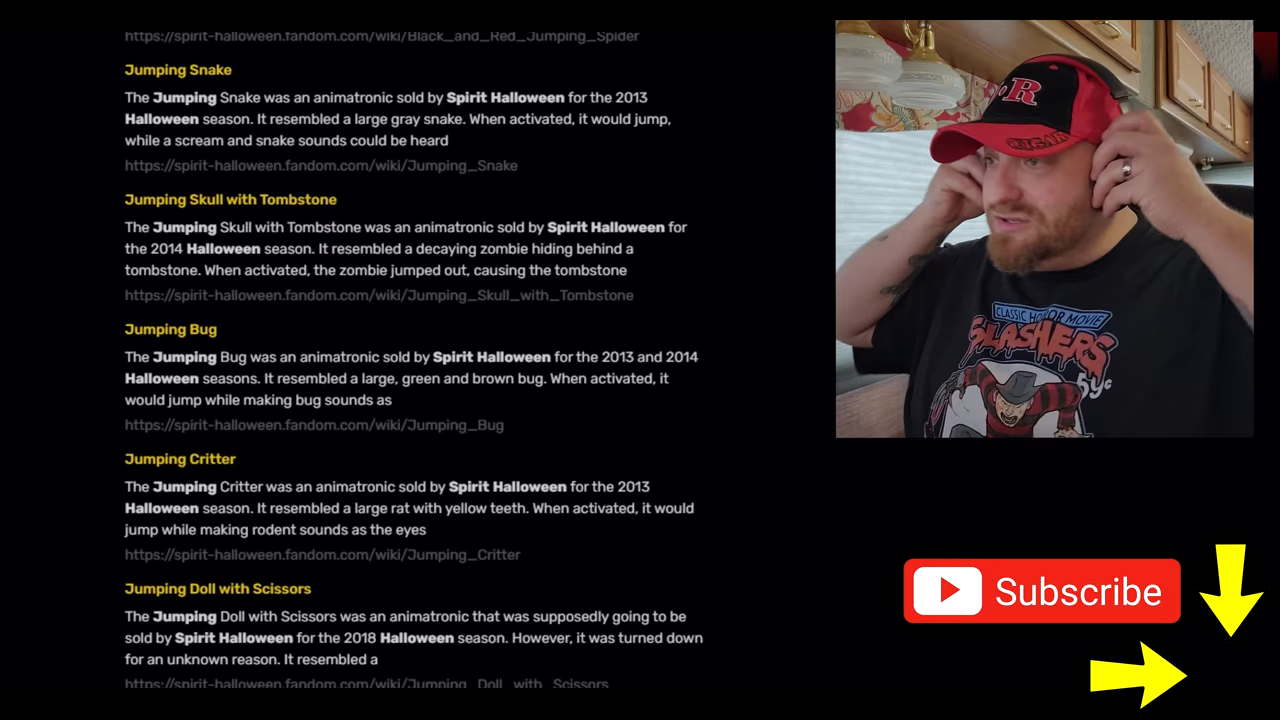 https://spirit-halloween.fandom.com/wiki/Black_and_Red_Jumping_Spider
Jumping Snake
The Jumping Snake was an animatronic sold by Spirit Halloween for the 2013
Halloween season. It resembled a large gray snake. When activated, it would jump,
while a scream and snake sounds could be heard
https://spirit-halloween.fandom.com/wiki/Jumping_Snake
Jumping Skull with Tombstone
The Jumping Skull with Tombstone was an animatronic sold by Spirit Halloween for
the 2014 Halloween season. It resembled a decaying zombie hiding behind a
tombstone. When activated, the zombie jumped out, causing the tombstone
https://spirit-halloween.fandom.com/wiki/Jumping_Skull_with_Tombstone
Jumping Bug
The Jumping Bug was an animatronic sold by Spirit Halloween for the 2013 and 2014
Halloween seasons. It resembled a large, green and brown bug. When activated, it
would jump while making bug sounds as
https://spirit-halloween.fandom.com/wiki/Jumping_Bug
Jumping Critter
The Jumping Critter was an animatronic sold by Spirit Halloween for the 2013
Halloween season. It resembled a large rat with yellow teeth. When activated, it would
jump while making rodent sounds as the eyes
https://spirit-halloween.fandom.com/wiki/Jumping_Critter
Jumping Doll with Scissors
The Jumping Doll with Scissors was an animatronic that was supposedly going to be
sold by Spirit Halloween for the 2018 Halloween season. However, it was turned down
for an unknown reason. It resembled a
https://spirit-halloween.fandom.com/wiki/Jumping_Doll_with_Scissors
R
CLASSIC HORROR MOVIE
SLASHERS
Subscribe